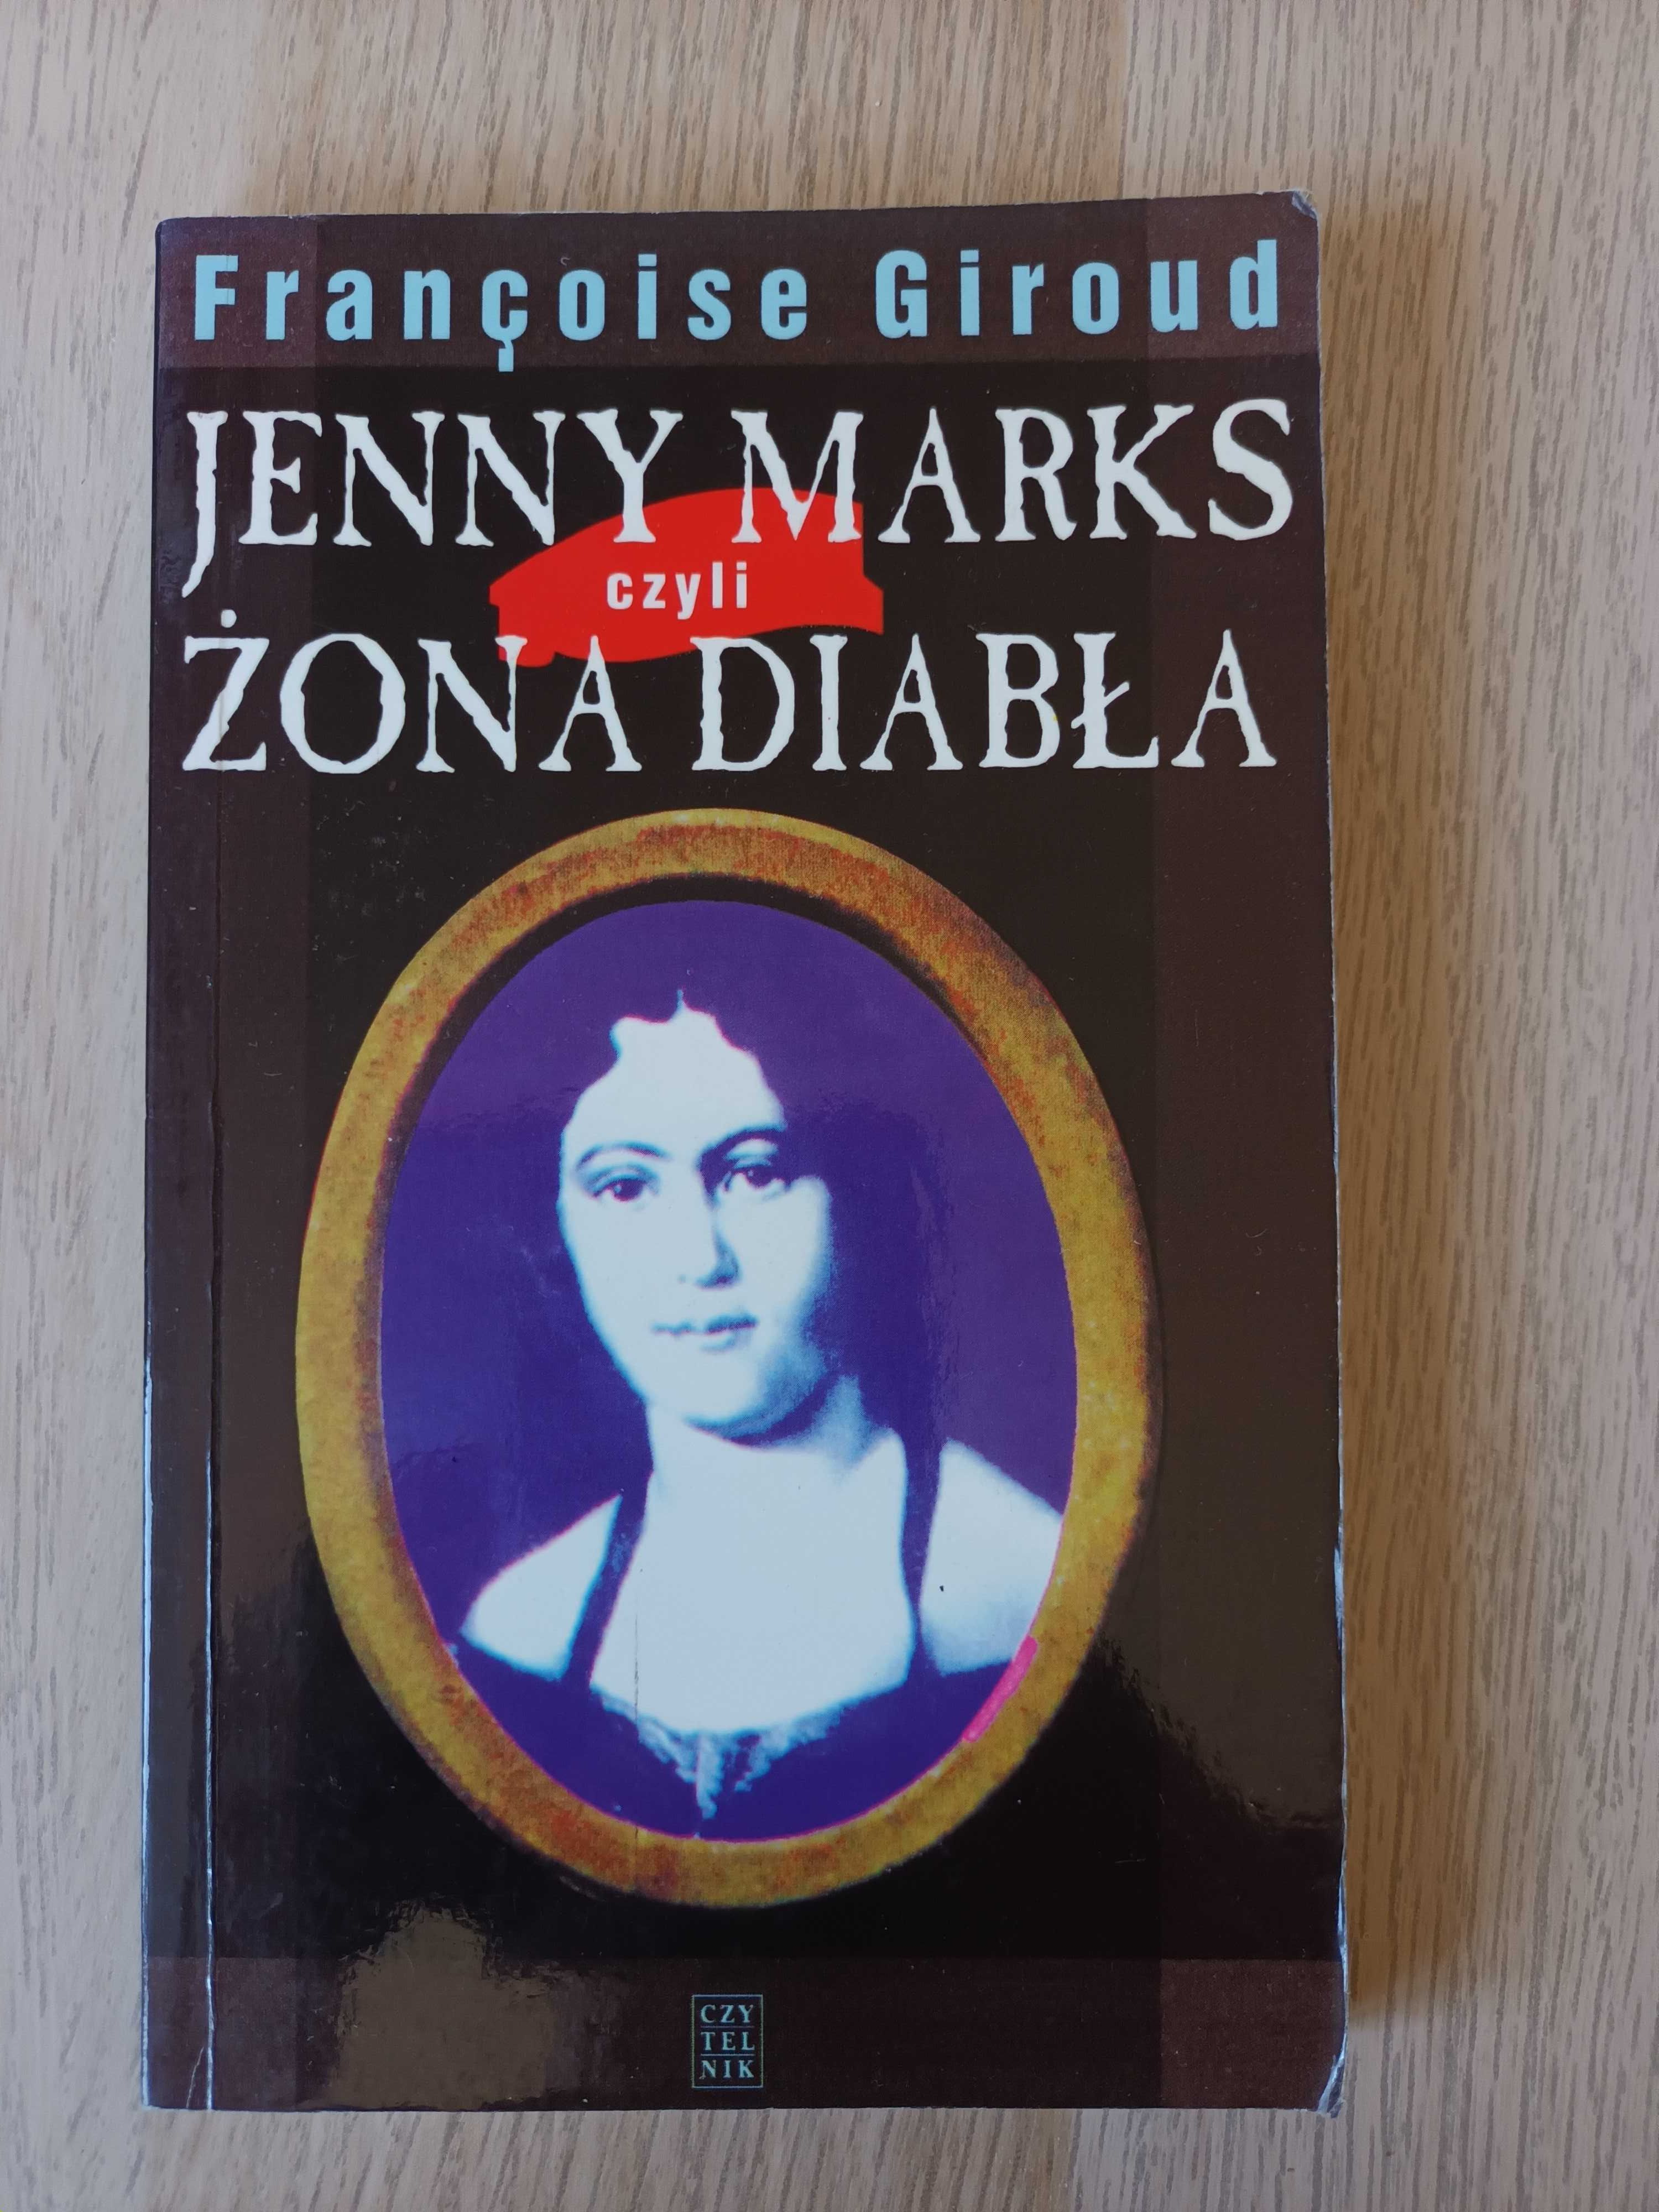 Françoise Giroud
JENNY MARKS
czyli
ŻONA DIABŁA
CZY
TEL
NIK